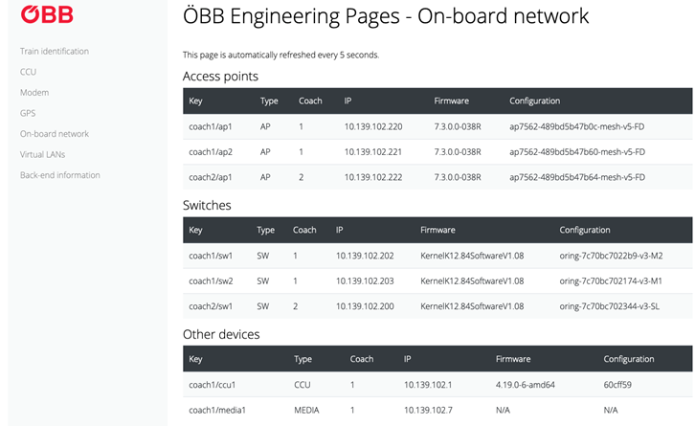 ÖBB
Train identification
CCU
Modem
GPS
On-board network
Virtual LANs
Back-end information
ÖBB Engineering Pages - On-board network
This page is automatically refreshed every 5 seconds.
Access points
Key Type Coach IP Firmware Configuration
coach1/ap1 AP 1 10.139.102.220 7.3.0.0-038R ap7562-489bd5b47b0c-mesh-v5-FD
coach1/ap2 AP 1 10.139.102.221 7.3.0.0-038R ap7562-489bd5b47b60-mesh-v5-FD
coach2/ap1 AP 2 10.139.102.222 7.3.0.0-038R ap7562-489bd5b47b64-mesh-v5-FD
Switches
Key Type Coach IP Firmware Configuration
coach1/sw1 SW 1 10.139.102.202 KernelK12.84SoftwareV1.08 oring-7c70bc7022b9-v3-M2
coach1/sw2 SW 1 10.139.102.203 KernelK12.84SoftwareV1.08 oring-7c70bc702174-v3-M1
coach2/sw1 SW 2 10.139.102.200 KernelK12.84SoftwareV1.08 oring-7c70bc702344-v3-SL
Other devices
Key Type Coach IP Firmware Configuration
coach1/ccu1 CCU 1 10.139.102.1 4.19.0-6-amd64 60cff59
coach1/media1 MEDIA 1 10.139.102.7 N/A N/A